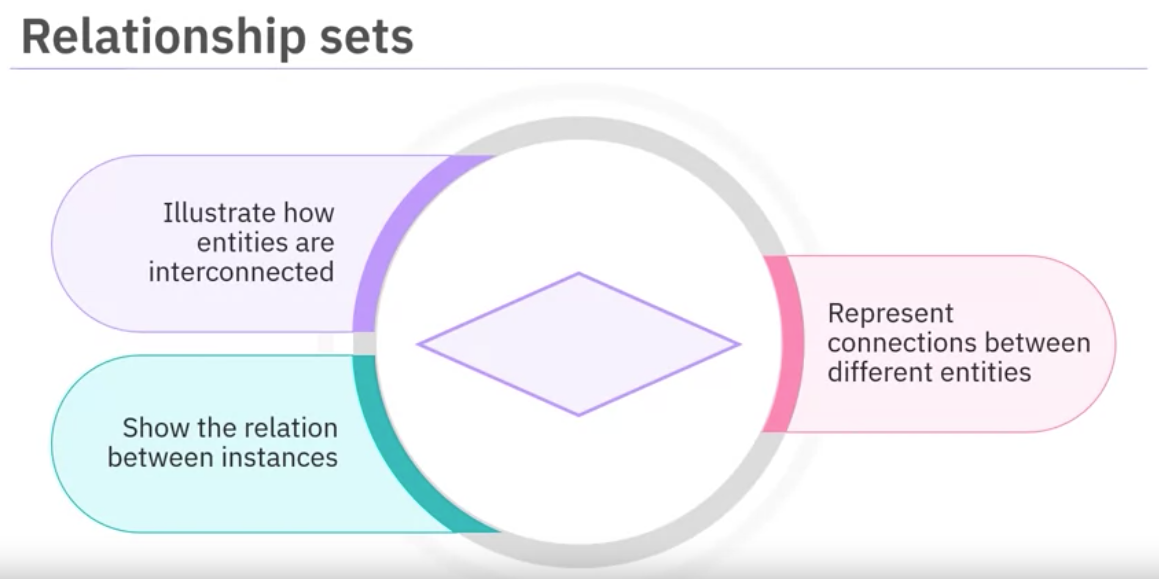 Relationship sets
Illustrate how
entities are
interconnected
Show the relation
between instances
Represent
connections between
different entities